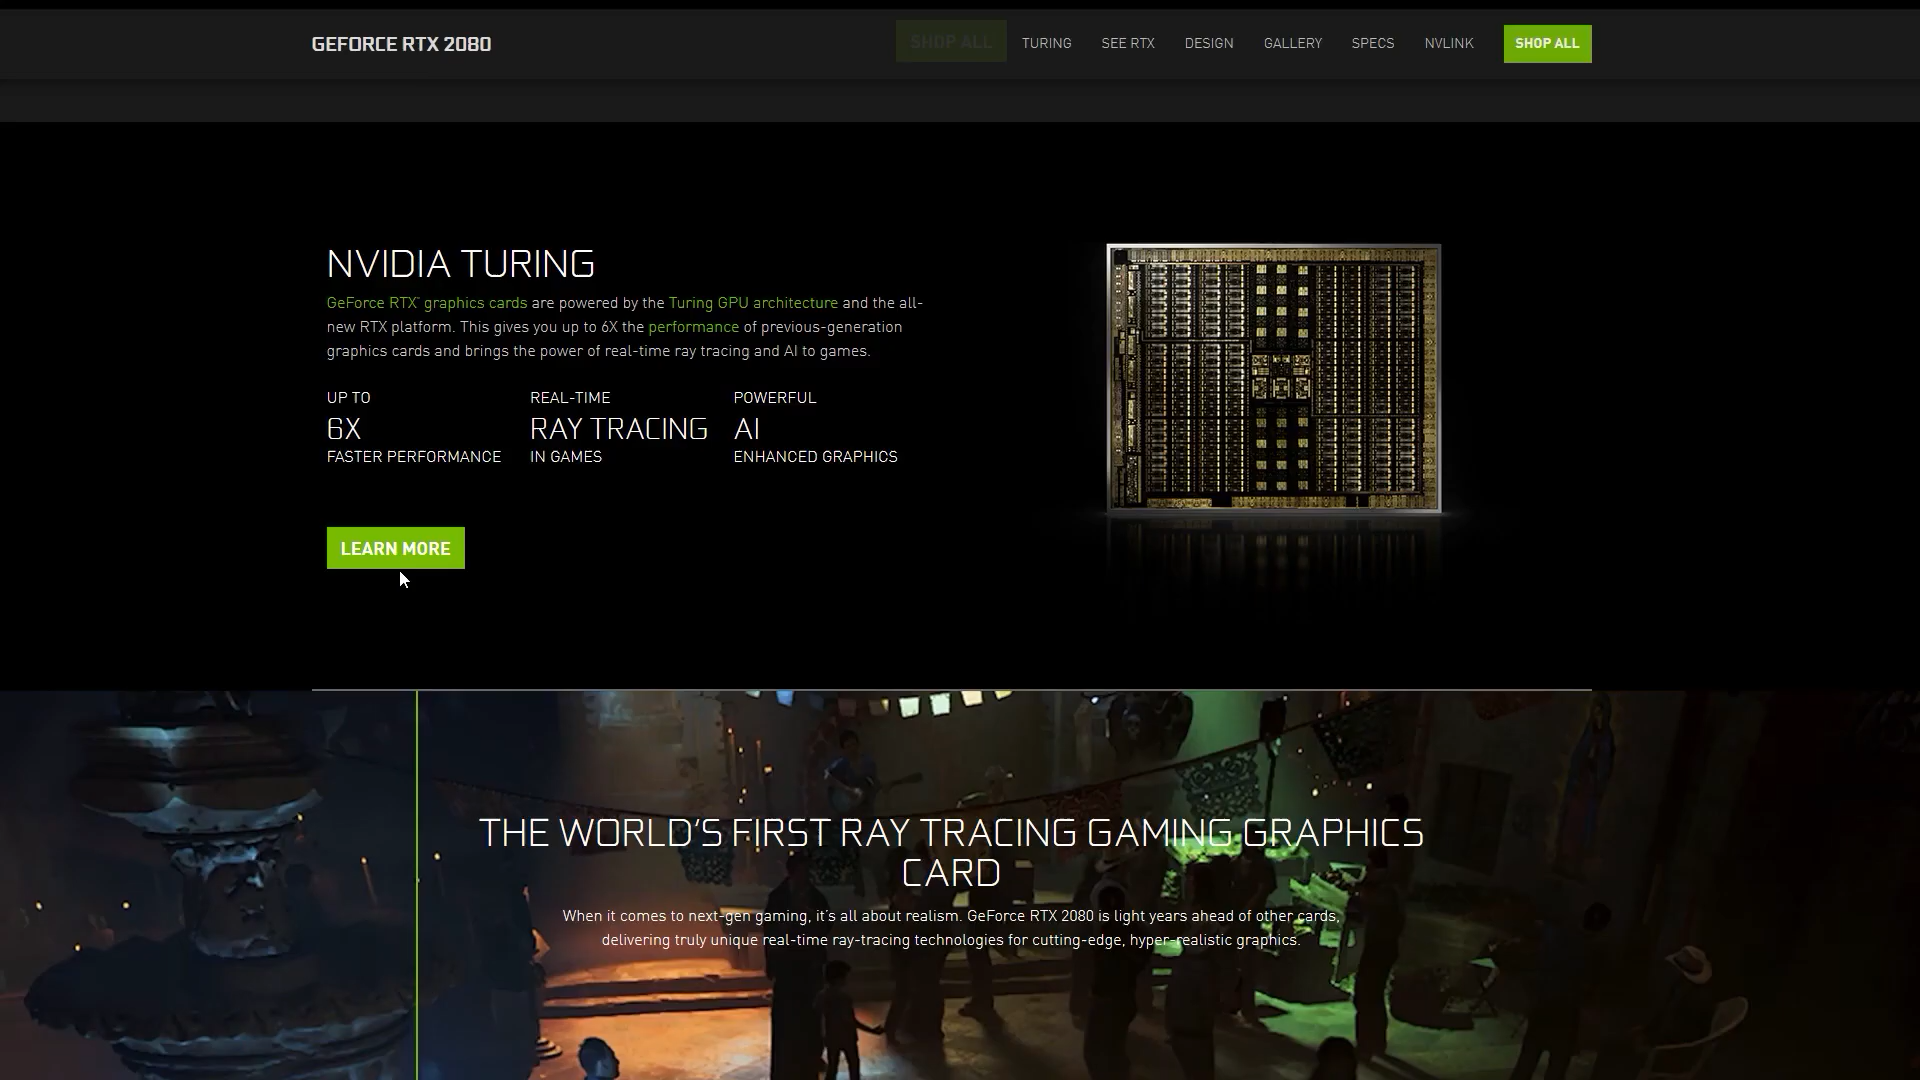 GEFORCE RTX 2080
SHOP ALL
TURING
SEE RTX
DESIGN
GALLERY
SPECS
NVLINK
SHOP ALL
NVIDIA TURING
GeForce RTX™ graphics cards are powered by the Turing GPU architecture and the all-
new RTX platform. This gives you up to 6X the performance of previous-generation
graphics cards and brings the power of real-time ray tracing and AI to games.
UP TO
6X
FASTER PERFORMANCE
REAL-TIME
RAY TRACING
IN GAMES
POWERFUL
AI
ENHANCED GRAPHICS
LEARN MORE
THE WORLD'S FIRST RAY TRACING GAMING GRAPHICS
CARD
When it comes to next-gen gaming, it's all about realism. GeForce RTX 2080 is light years ahead of other cards,
delivering truly unique real-time ray-tracing technologies for cutting-edge, hyper-realistic graphics.